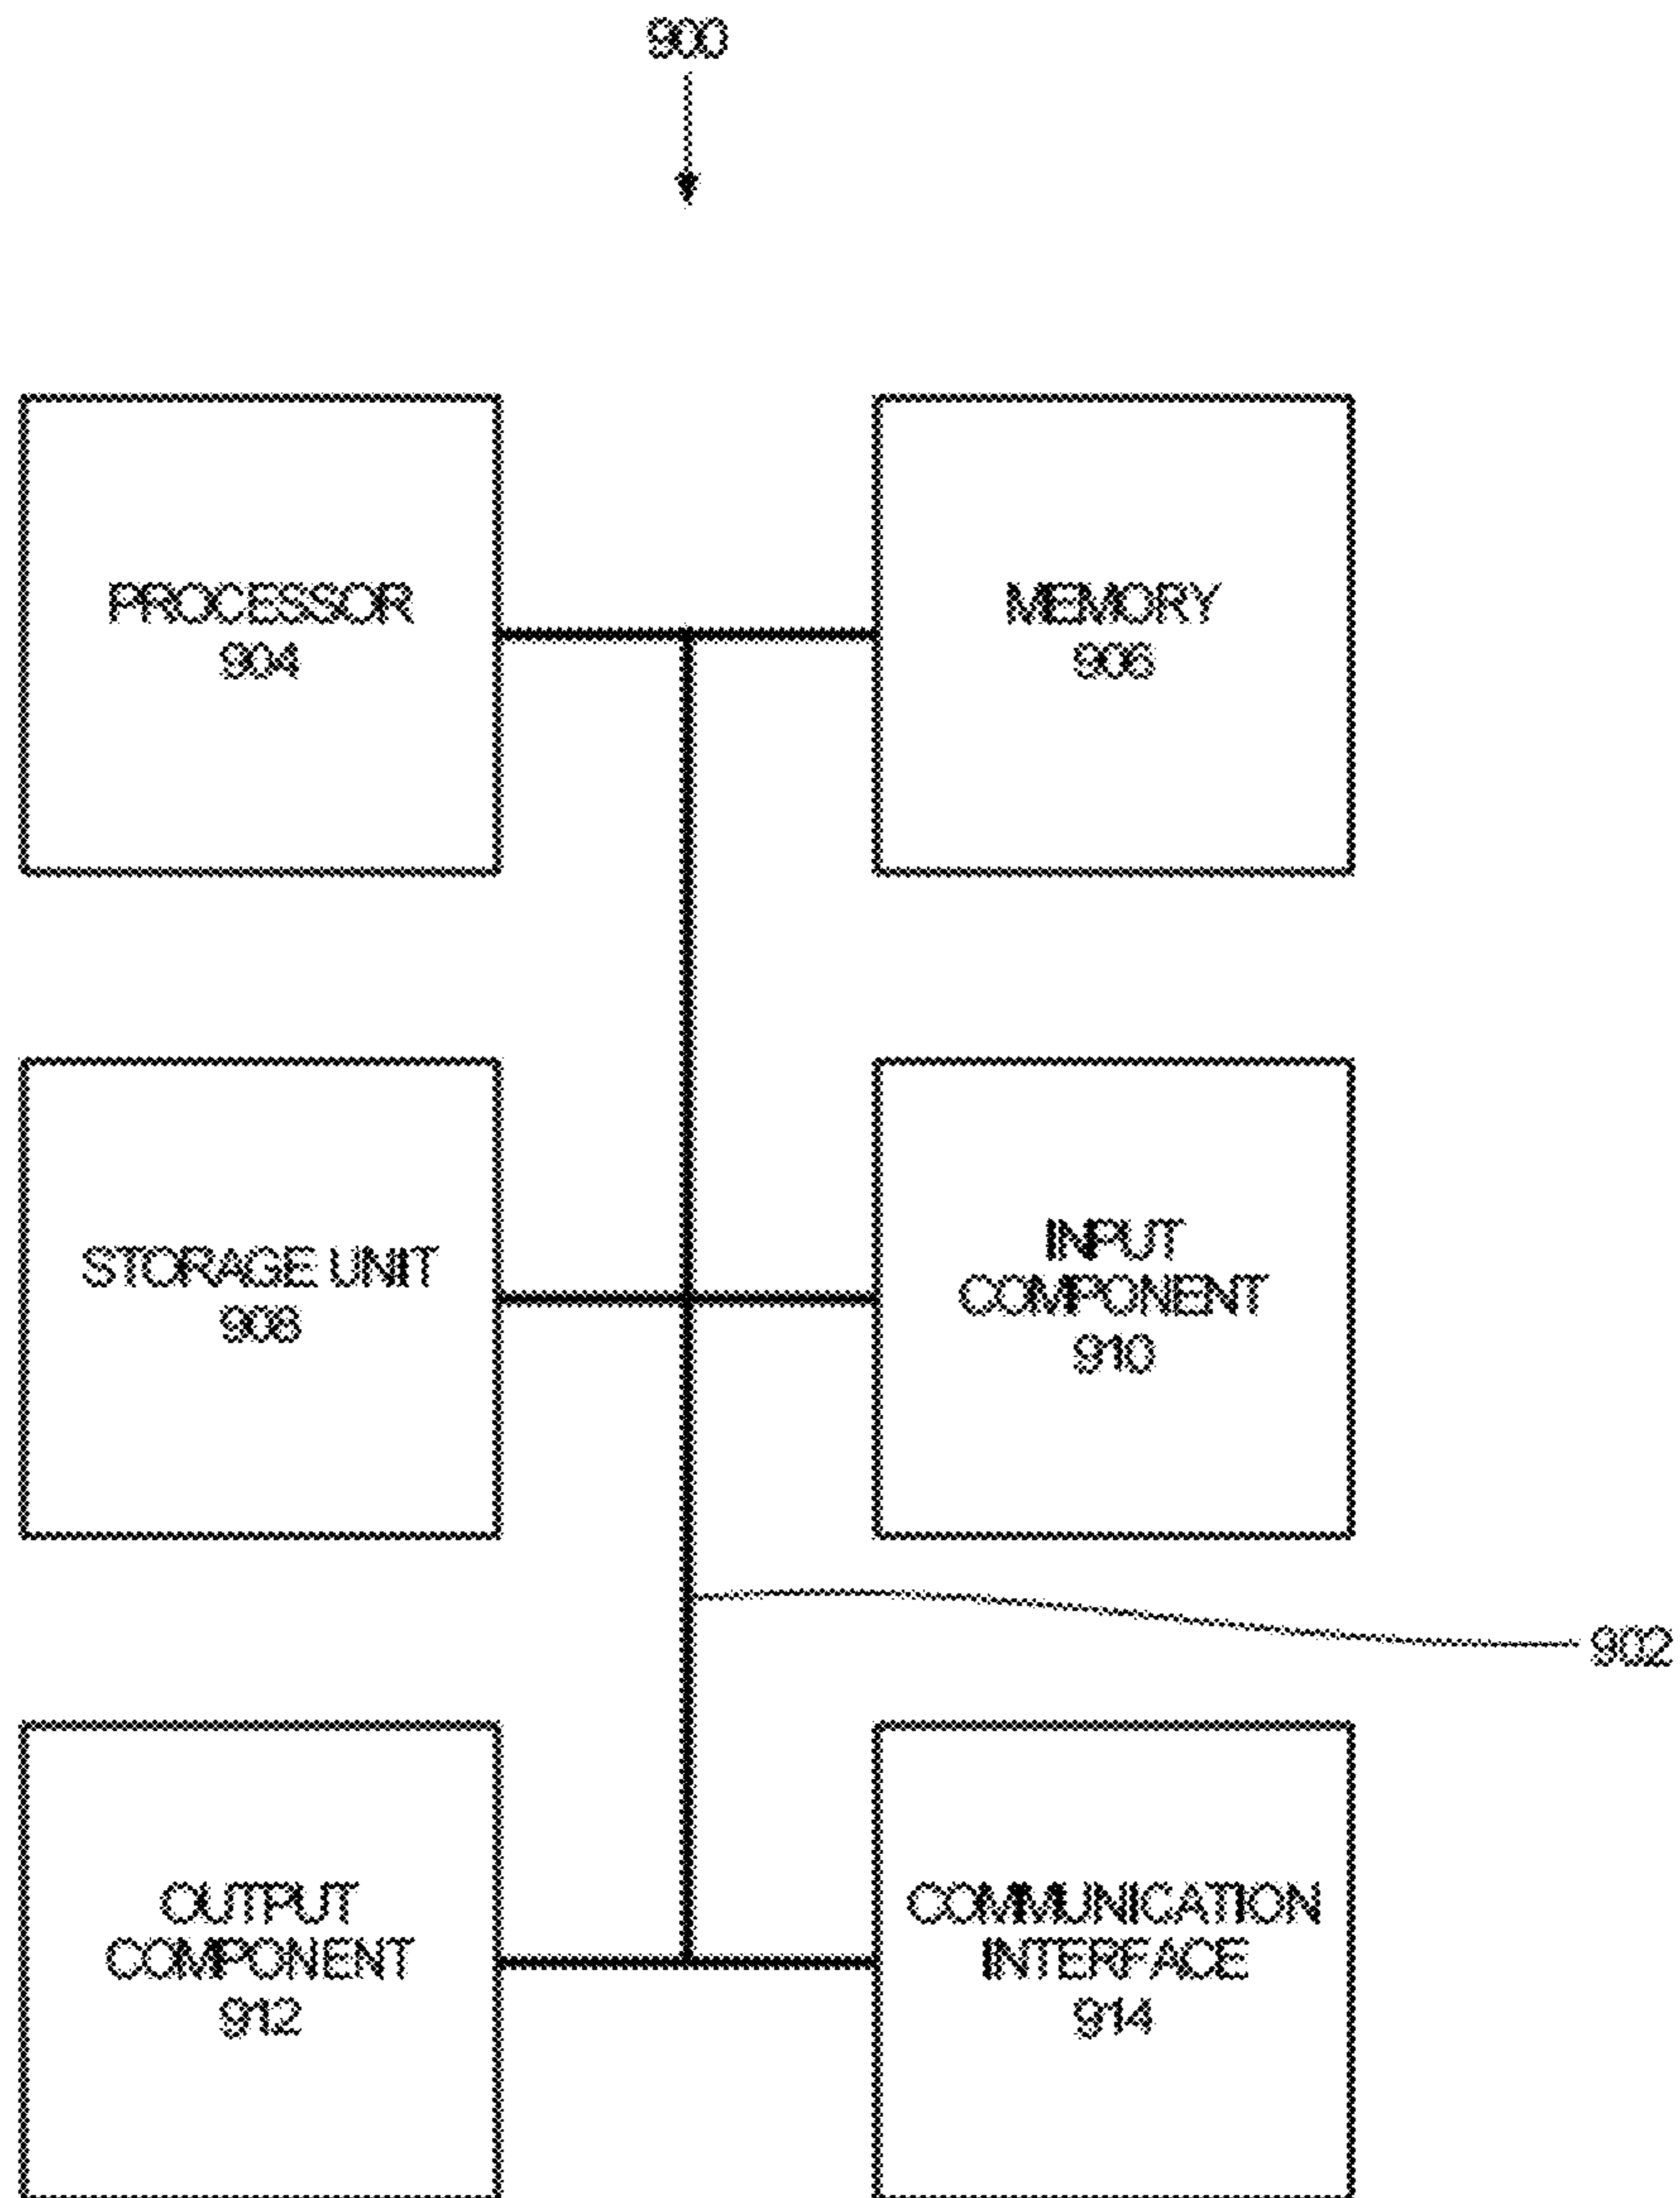 900
PROCESSOR
904
MEMORY
906
STORAGE UNIT
908
INPUT
COMPONENT
910
902
OUTPUT
COMPONENT
912
COMMUNICATION
INTERFACE
914